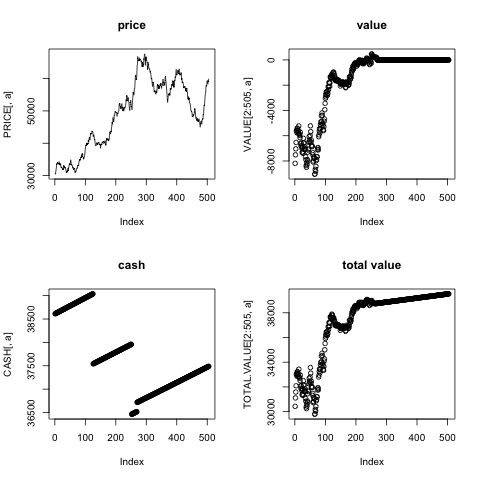 price
PRICE[, a]
30000 50000
0 100 200 300 400 500
Index
value
VALUE[2:505, a]
-8000 -4000 0
0 100 200 300 400 500
Index
cash
CASH[, a]
36500 37500 38500
0 100 200 300 400 500
Index
total value
TOTAL.VALUE[2:505, a]
30000 34000 38000
0 100 200 300 400 500
Index